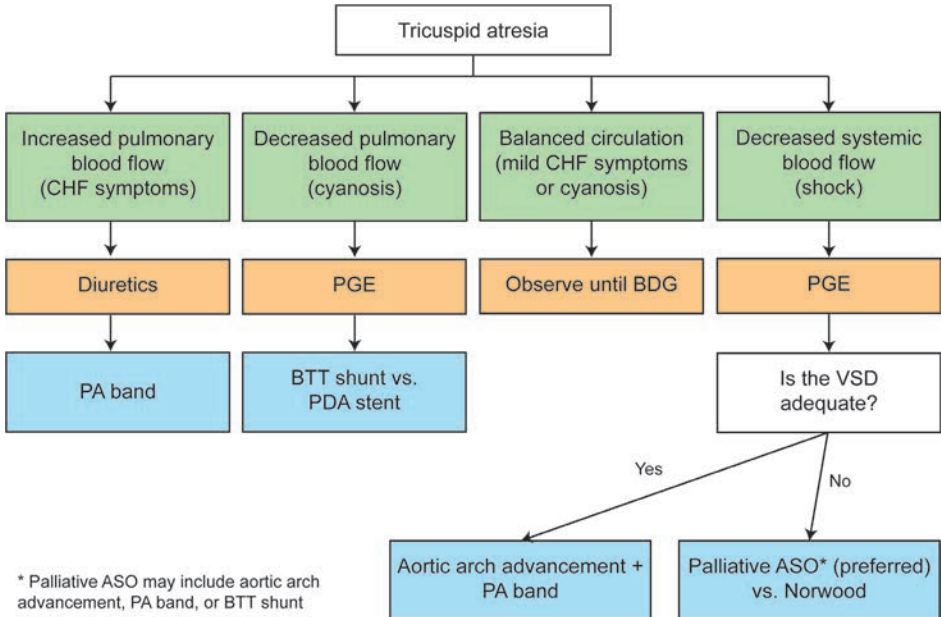 Tricuspid atresia
Increased pulmonary
blood flow
(CHF symptoms)
Decreased pulmonary
blood flow
(cyanosis)
Balanced circulation
(mild CHF symptoms
or cyanosis)
Decreased systemic
blood flow
(shock)
Diuretics
PGE
Observe until BDG
PGE
PA band
BTT shunt vs.
PDA stent
Is the VSD
adequate?
Yes
No
Aortic arch advancement +
PA band
Palliative ASO* (preferred)
vs. Norwood
* Palliative ASO may include aortic arch
advancement, PA band, or BTT shunt